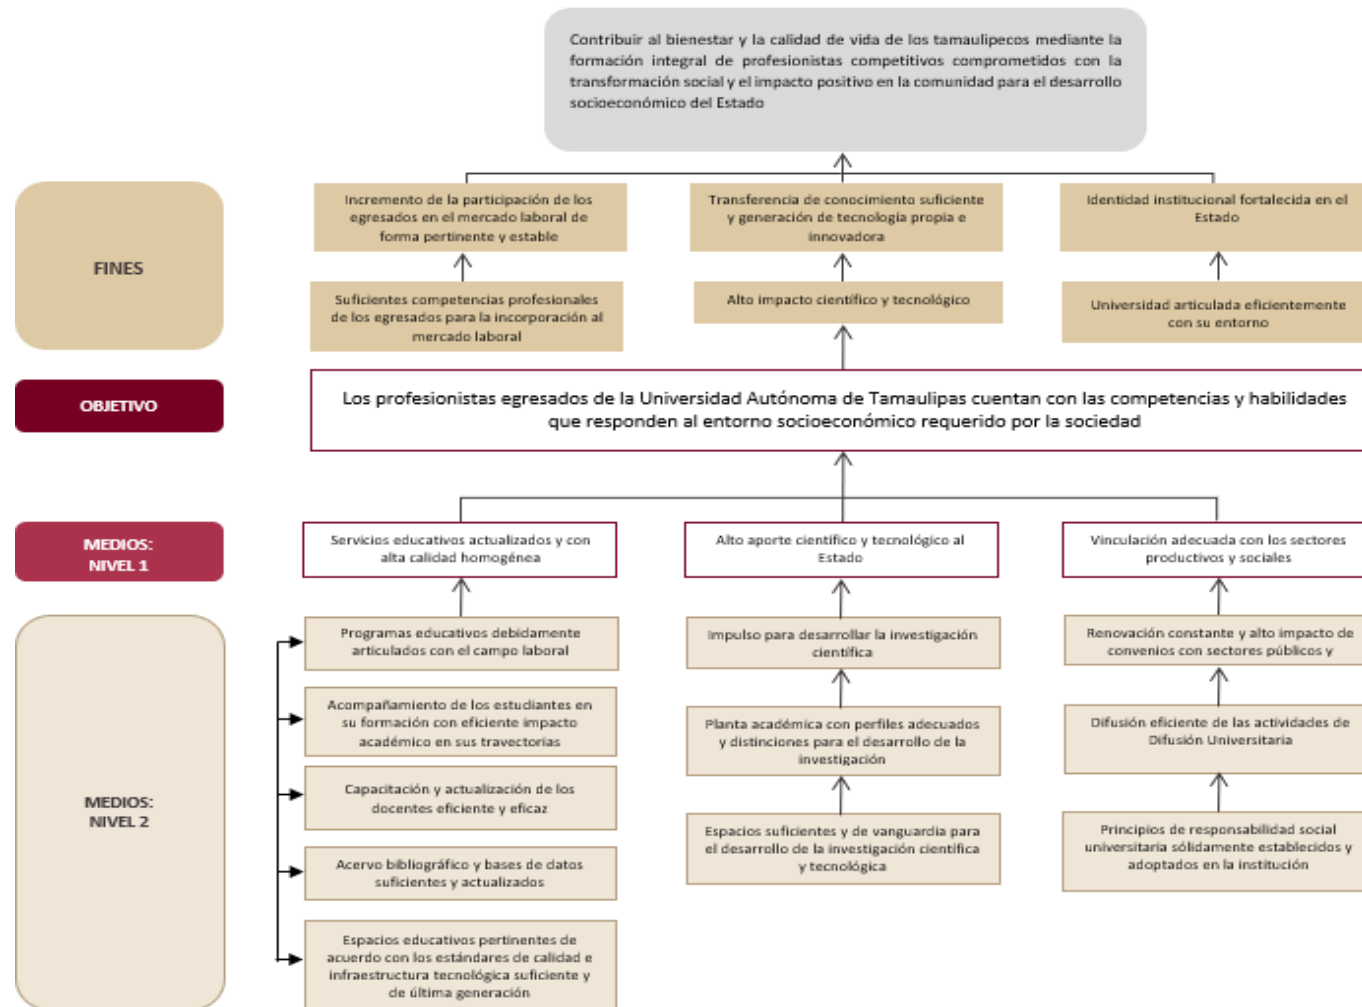 Contribuir al bienestar y la calidad de vida de los tamaulipecos mediante la
formación integral de profesionistas competitivos comprometidos con la
transformación social y el impacto positivo en la comunidad para el desarrollo
socioeconómico del Estado
FINES
Incremento de la participación de los
egresados en el mercado laboral de
forma pertinente y estable
Transferencia de conocimiento suficiente
y generación de tecnología propia e
innovadora
Identidad institucional fortalecida en el
Estado
Suficientes competencias profesionales
de los egresados para la incorporación al
mercado laboral
Alto impacto científico y tecnológico
Universidad articulada eficientemente
con su entorno
OBJETIVO
Los profesionistas egresados de la Universidad Autónoma de Tamaulipas cuentan con las competencias y habilidades
que responden al entorno socioeconómico requerido por la sociedad
MEDIOS:
NIVEL 1
Servicios educativos actualizados y con
alta calidad homogénea
Alto aporte científico y tecnológico al
Estado
Vinculación adecuada con los sectores
productivos y sociales
MEDIOS:
NIVEL 2
Programas educativos debidamente
articulados con el campo laboral
Acompañamiento de los estudiantes en
su formación con eficiente impacto
académico en sus trayectorias
Capacitación y actualización de los
docentes eficiente y eficaz
Acervo bibliográfico y bases de datos
suficientes y actualizados
Espacios educativos pertinentes de
acuerdo con los estándares de calidad e
infraestructura tecnológica suficiente y
de última generación
Impulso para desarrollar la investigación
científica
Planta académica con perfiles adecuados
y distinciones para el desarrollo de la
investigación
Espacios suficientes y de vanguardia para
el desarrollo de la investigación científica
y tecnológica
Renovación constante y alto impacto de
convenios con sectores públicos y
Difusión eficiente de las actividades de
Difusión Universitaria
Principios de responsabilidad social
universitaria sólidamente establecidos y
adoptados en la institución